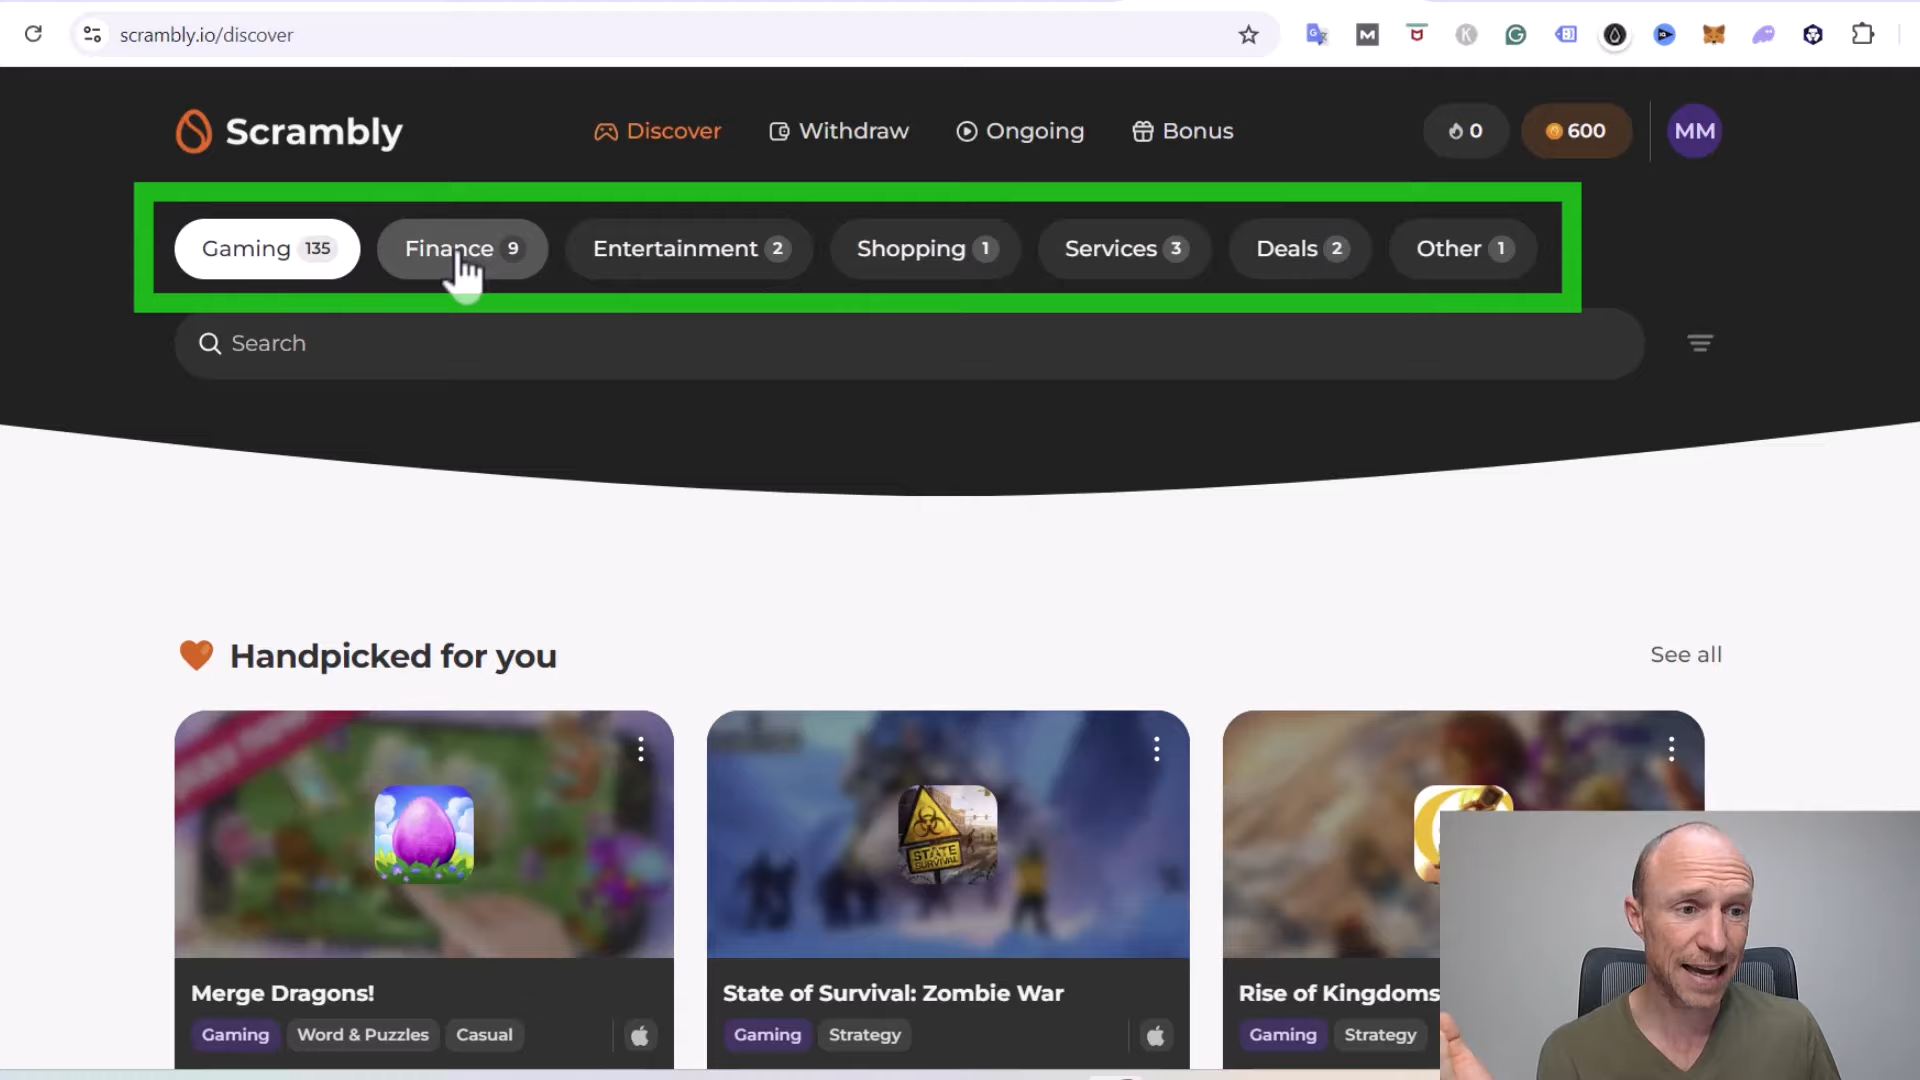 scrambly.io/discover
Scrambly
Discover
Withdraw
Ongoing
Bonus
0
600
MM
Gaming 135
Finance 9
Entertainment 2
Shopping 1
Services 3
Deals 2
Other 1
Search
Handpicked for you
See all
STATE
SURVIVAL
Merge Dragons!
Gaming
Word & Puzzles
Casual
State of Survival: Zombie War
Gaming
Strategy
Rise of Kingdoms
Gaming
Strategy